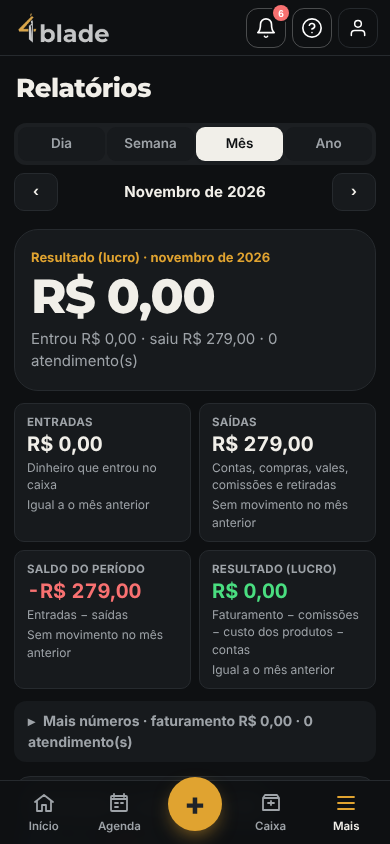 4blade
6
Relatórios
Dia Semana Mês Ano
‹ Novembro de 2026 ›
Resultado (lucro) · novembro de 2026
R$ 0,00
Entrou R$ 0,00 · saiu R$ 279,00 · 0
atendimento(s)
ENTRADAS
R$ 0,00
Dinheiro que entrou no
caixa
Igual a o mês anterior
SAÍDAS
R$ 279,00
Contas, compras, vales,
comissões e retiradas
Sem movimento no mês
anterior
SALDO DO PERÍODO
-R$ 279,00
Entradas − saídas
Sem movimento no mês
anterior
RESULTADO (LUCRO)
R$ 0,00
Faturamento − comissões
− custo dos produtos −
contas
Igual a o mês anterior
▸ Mais números · faturamento R$ 0,00 · 0
atendimento(s)
+
Início Agenda Caixa Mais